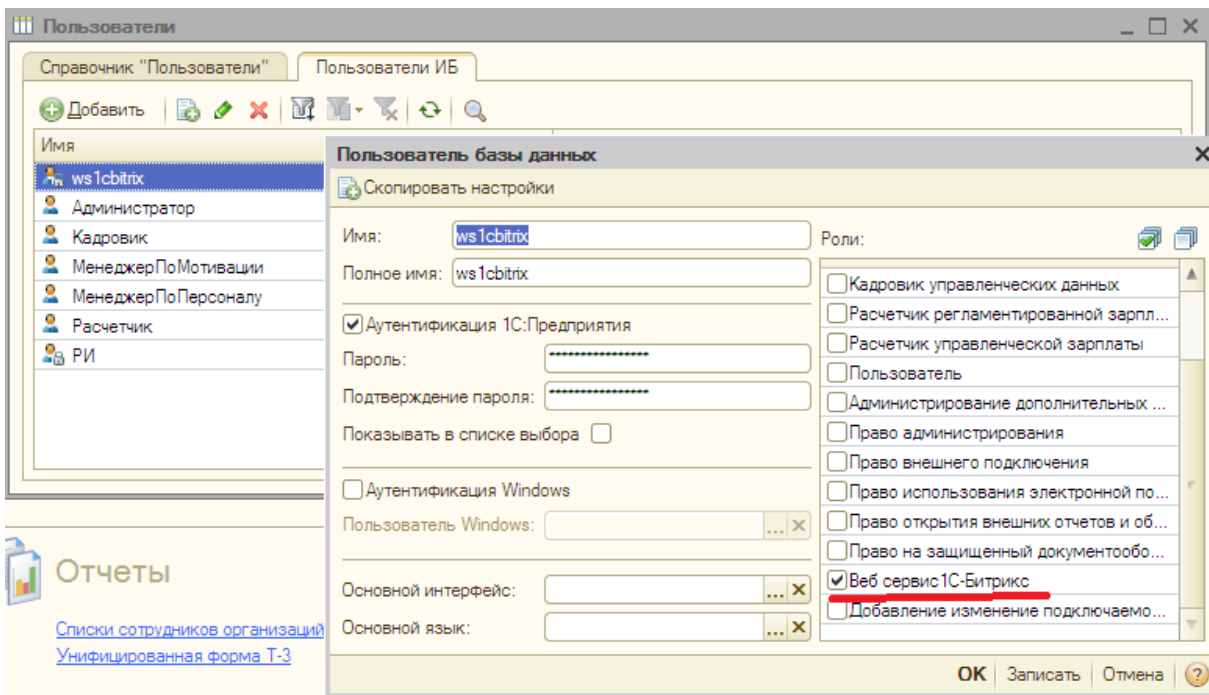 Пользователи
Справочник "Пользователи" Пользователи ИБ
Добавить
Имя
ws1cbitrix
Администратор
Кадровик
МенеджерПоМотивации
МенеджерПоПерсоналу
Расчетчик
РИ
Пользователь базы данных
Скопировать настройки
Имя: ws1cbitrix
Полное имя: ws1cbitrix
Аутентификация 1С:Предприятия
Пароль: ****************
Подтверждение пароля: ****************
Показывать в списке выбора
Аутентификация Windows
Пользователь Windows: ...
Основной интерфейс: ...
Основной язык: ...
Роли:
Кадровик управленческих данных
Расчетчик регламентированной зарпл...
Расчетчик управленческой зарплаты
Пользователь
Администрирование дополнительных ...
Право администрирования
Право внешнего подключения
Право использования электронной по...
Право открытия внешних отчетов и об...
Право на защищенный документообо...
Веб сервис1С-Битрикс
Добавление изменение подключаемо...
OK Записать Отмена ?
Отчеты
Списки сотрудников организаций
Унифицированная форма Т-3